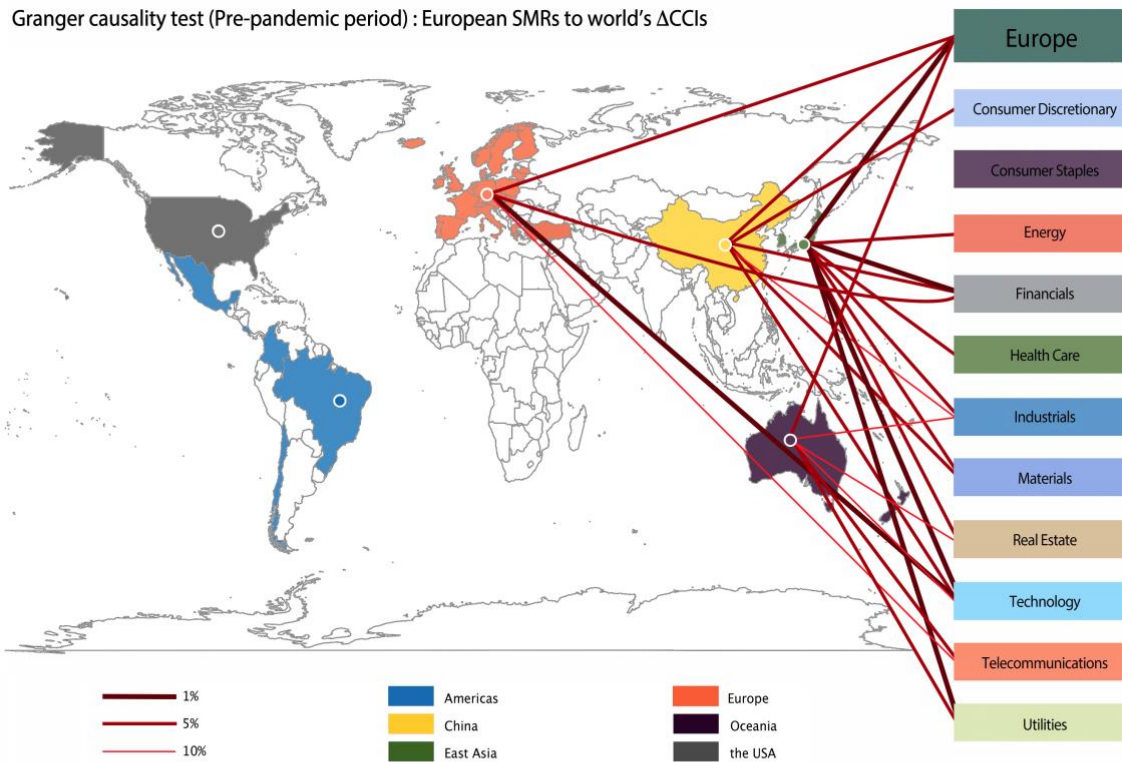 Granger causality test (Pre-pandemic period) : European SMRs to world's ΔCCIs
Europe
Consumer Discretionary
Consumer Staples
Energy
Financials
Health Care
Industrials
Materials
Real Estate
Technology
Telecommunications
Utilities
1%
5%
10%
Americas
China
East Asia
Europe
Oceania
the USA